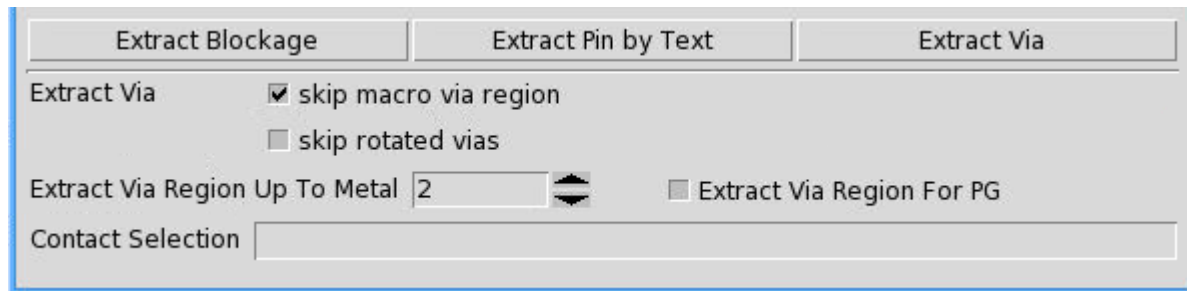 Extract Blockage Extract Pin by Text Extract Via
Extract Via skip macro via region
skip rotated vias
Extract Via Region Up To Metal 2 Extract Via Region For PG
Contact Selection